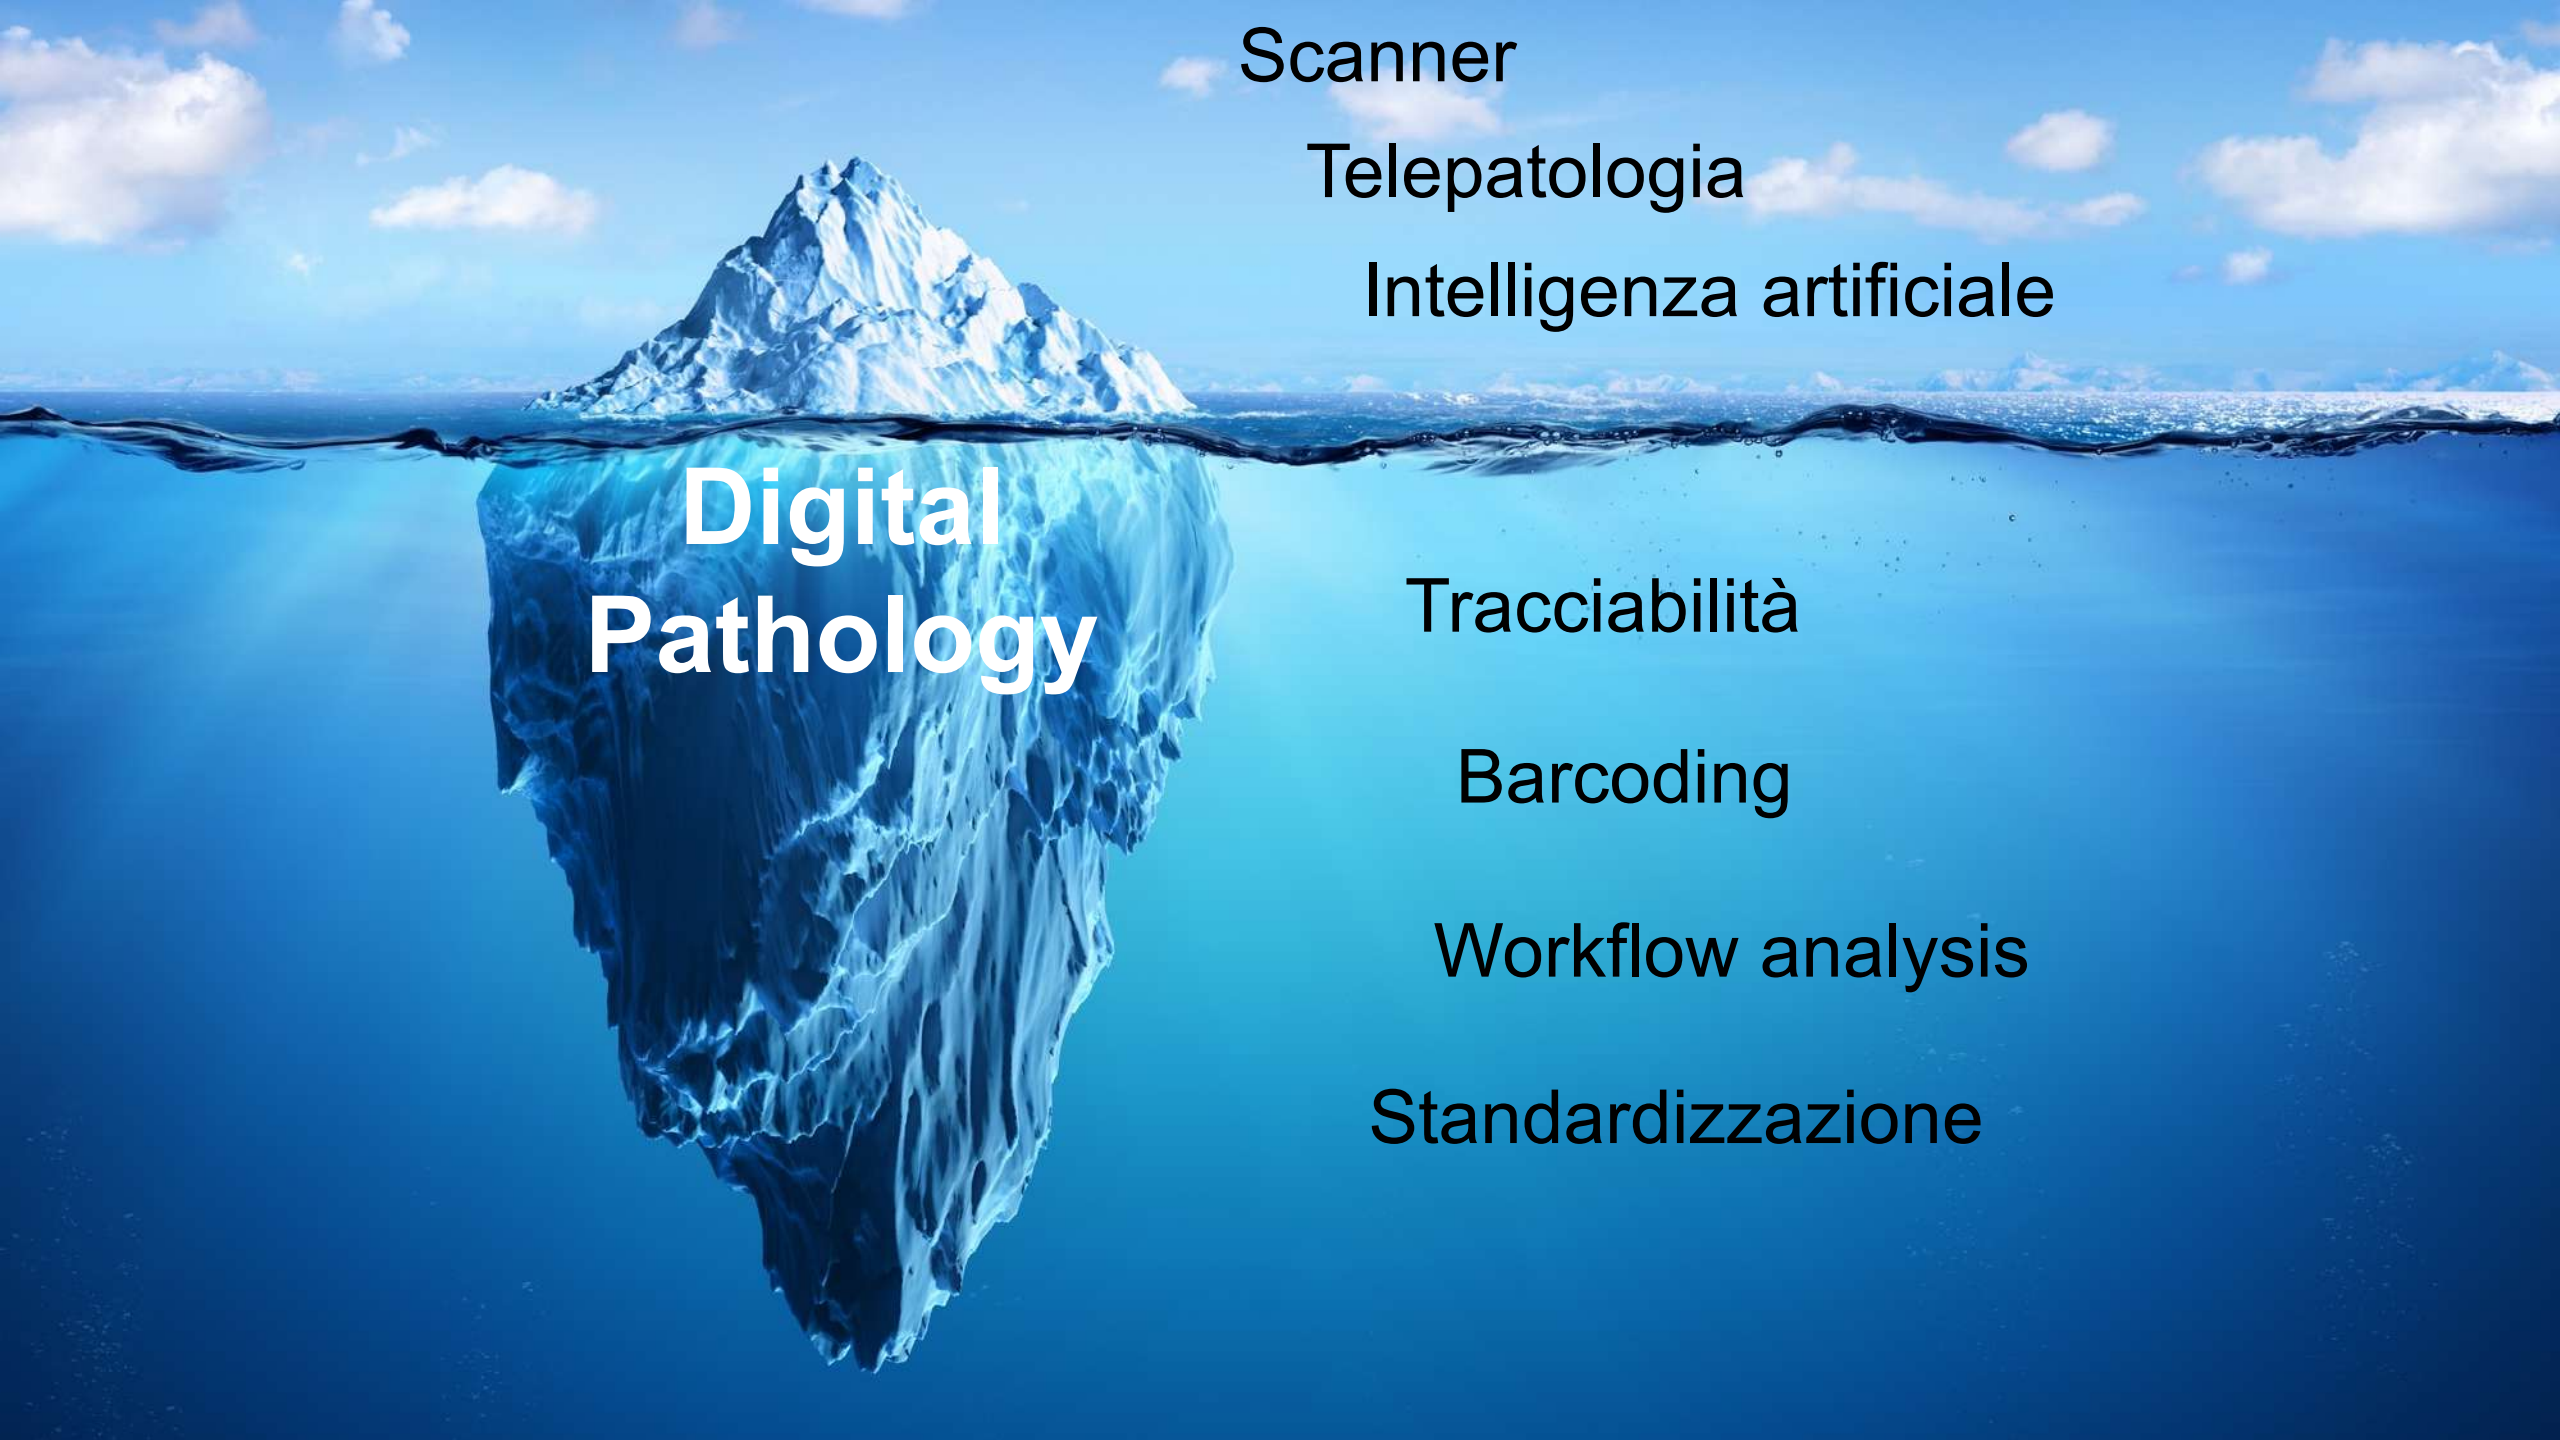 Scanner
Telepatologia
Intelligenza artificiale
Digital
Pathology
Tracciabilità
Barcoding
Workflow analysis
Standardizzazione